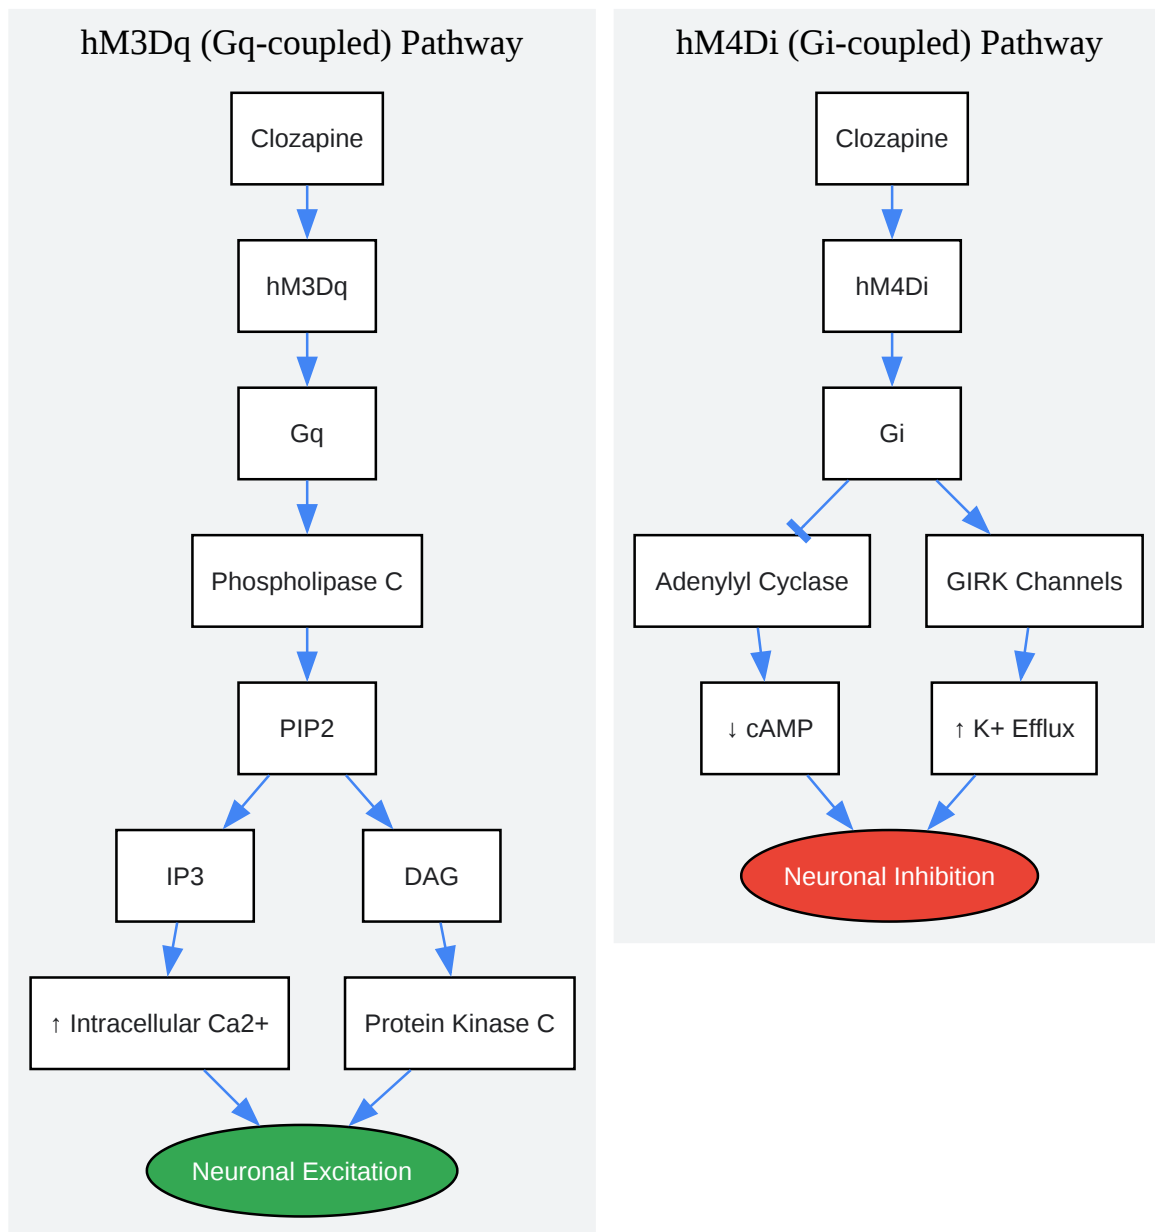 hM3Dq (Gq-coupled) Pathway
Clozapine
hM3Dq
Gq
Phospholipase C
PIP2
IP3
DAG
↑ Intracellular Ca2+
Protein Kinase C
Neuronal Excitation
hM4Di (Gi-coupled) Pathway
Clozapine
hM4Di
Gi
Adenylyl Cyclase
GIRK Channels
↓ cAMP
↑ K+ Efflux
Neuronal Inhibition